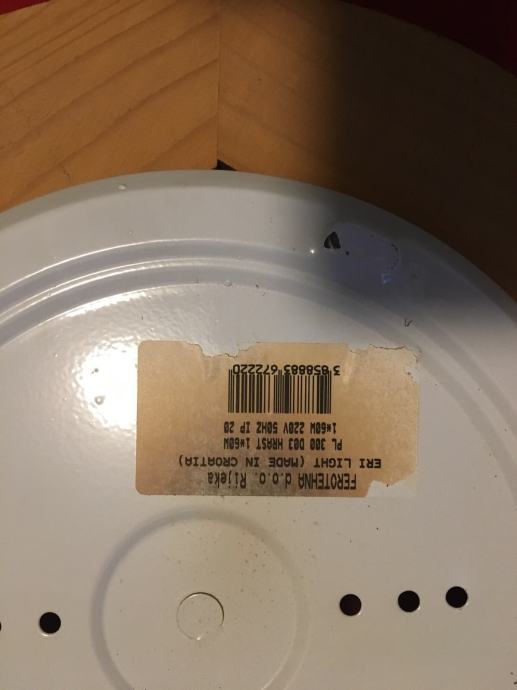 FEROTEHNA d.o.o. Rijeka
ERI LIGHT (MADE IN CROATIA)
PL 300 D03 HRAST 1*60W
1*60W 220V 50HZ IP 20
3 858883 672220